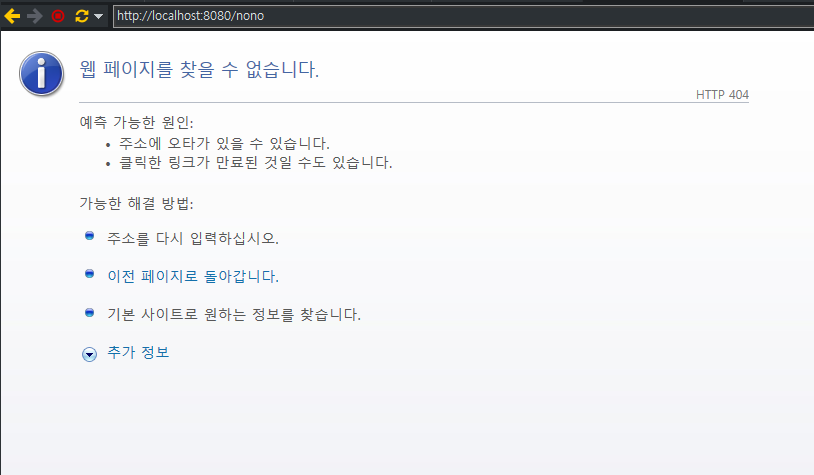 http://localhost:8080/nono
웹 페이지를 찾을 수 없습니다.
HTTP 404
예측 가능한 원인:
• 주소에 오타가 있을 수 있습니다.
• 클릭한 링크가 만료된 것일 수도 있습니다.
가능한 해결 방법:
주소를 다시 입력하십시오.
이전 페이지로 돌아갑니다.
기본 사이트로 원하는 정보를 찾습니다.
추가 정보